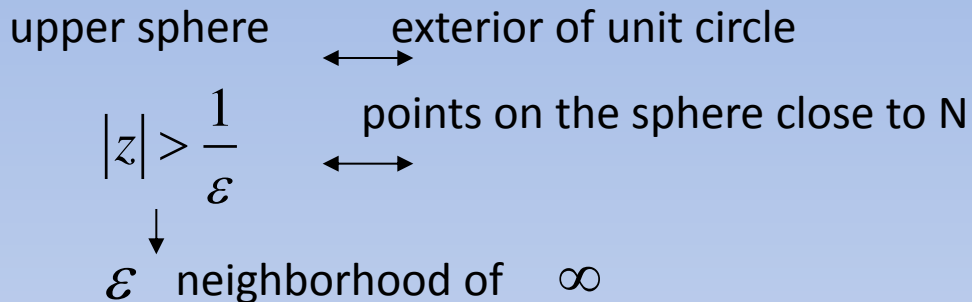 upper sphere ↔ exterior of unit circle
|z| > 1/ε ↔ points on the sphere close to N
↓
ε neighborhood of ∞